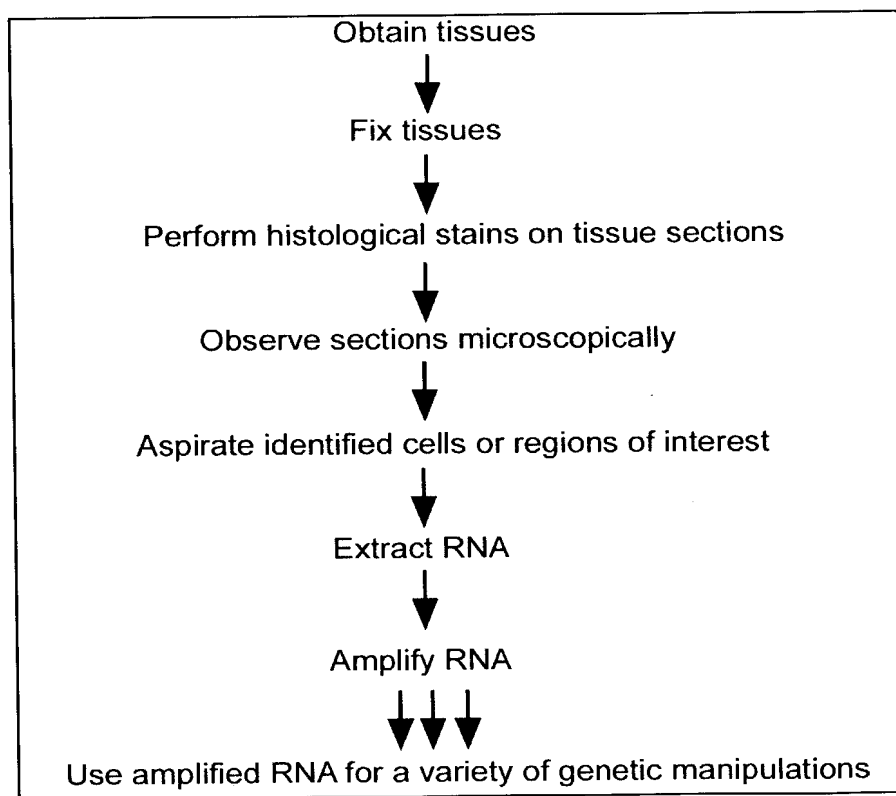 Obtain tissues
Fix tissues
Perform histological stains on tissue sections
Observe sections microscopically
Aspirate identified cells or regions of interest
Extract RNA
Amplify RNA
Use amplified RNA for a variety of genetic manipulations